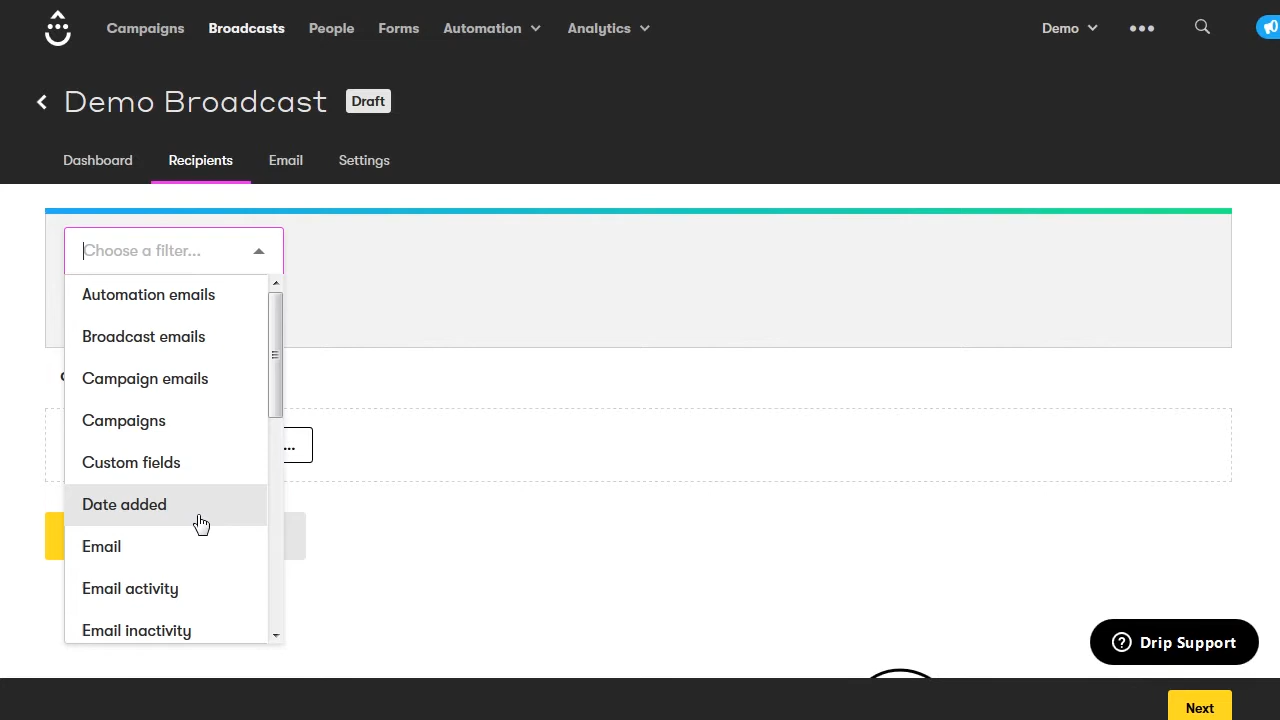 Campaigns Broadcasts People Forms Automation Analytics Demo
Demo Broadcast Draft
Dashboard Recipients Email Settings
Choose a filter...
Automation emails
Broadcast emails
Campaign emails
Campaigns
...
Custom fields
Date added
Email
Email activity
Email inactivity
Drip Support
Next